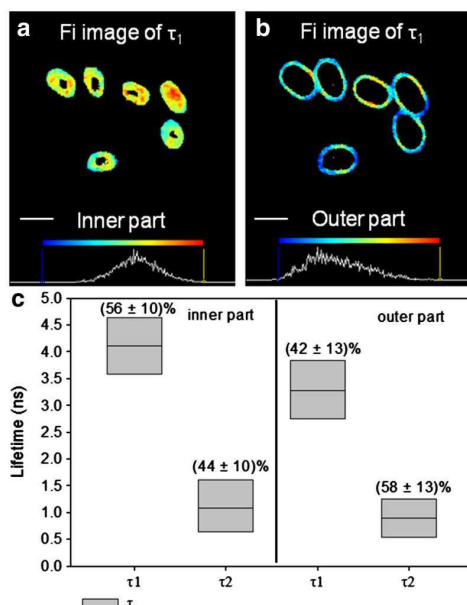 a
Fi image of τ1
Inner part
b
Fi image of τ1
Outer part
c
Lifetime (ns)
5.0
4.5
4.0
3.5
3.0
2.5
2.0
1.5
1.0
0.5
0.0
(56 ± 10)%
inner part
(44 ± 10)%
outer part
(42 ± 13)%
(58 ± 13)%
τ1
τ2
τ1
τ2
τ